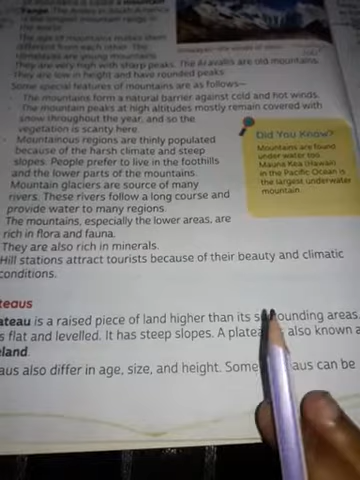 range. The Andes in South America
is the longest mountain range in
the world.
The age of mountains makes them
different from each other. The
Himalayas are young mountains.
They are very high with sharp peaks. The Aravallis are old mountains.
They are low in height and have rounded peaks.
Some special features of mountains are as follows—
The mountains form a natural barrier against cold and hot winds.
The mountain peaks at high altitudes mostly remain covered with
snow throughout the year, and so the
vegetation is scanty here.
Mountainous regions are thinly populated
because of the harsh climate and steep
slopes. People prefer to live in the foothills
and the lower parts of the mountains.
Mountain glaciers are source of many
rivers. These rivers follow a long course and
provide water to many regions.
The mountains, especially the lower areas, are
rich in flora and fauna.
They are also rich in minerals.
Hill stations attract tourists because of their beauty and climatic
conditions.
Did You Know?
Mountains are found
under water too.
Mauna Kea (Hawaii)
in the Pacific Ocean is
the largest underwater
mountain.
teaus
ateau is a raised piece of land higher than its surrounding areas.
s flat and levelled. It has steep slopes. A plateau is also known a
eland.
aus also differ in age, size, and height. Some aus can be